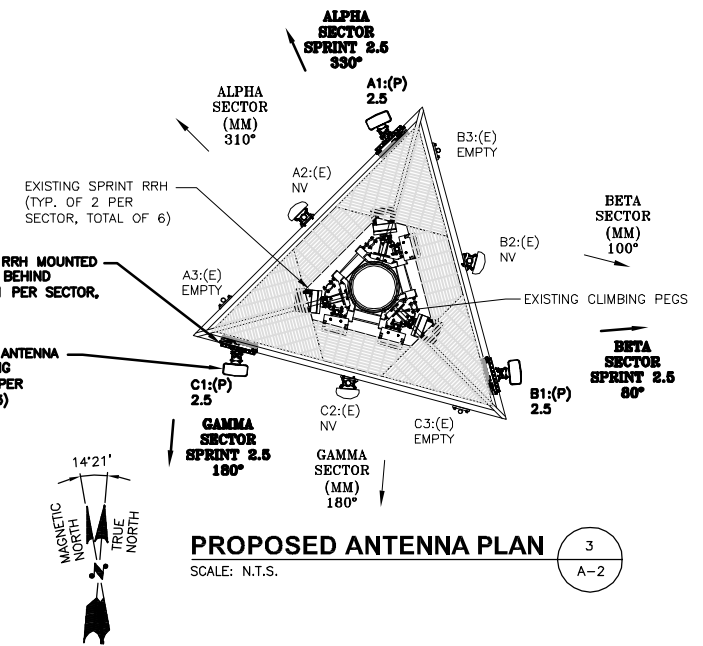 ALPHA
SECTOR
SPRINT 2.5
330°
A1:(P)
2.5
ALPHA
SECTOR
(MM)
310°
B3:(E)
EMPTY
A2:(E)
NV
EXISTING SPRINT RRH
(TYP. OF 2 PER
SECTOR, TOTAL OF 6)
BETA
SECTOR
(MM)
100°
B2:(E)
NV
RRH MOUNTED
BEHIND
PER SECTOR,
A3:(E)
EMPTY
EXISTING CLIMBING PEGS
ANTENNA
BETA
SECTOR
SPRINT 2.5
80°
C1:(P)
2.5
B1:(P)
2.5
C2:(E)
NV
C3:(E)
EMPTY
GAMMA
SECTOR
SPRINT 2.5
180°
GAMMA
SECTOR
(MM)
180°
14°21'
MAGNETIC
NORTH
TRUE
NORTH
N
PROPOSED ANTENNA PLAN
SCALE: N.T.S.
3
A-2